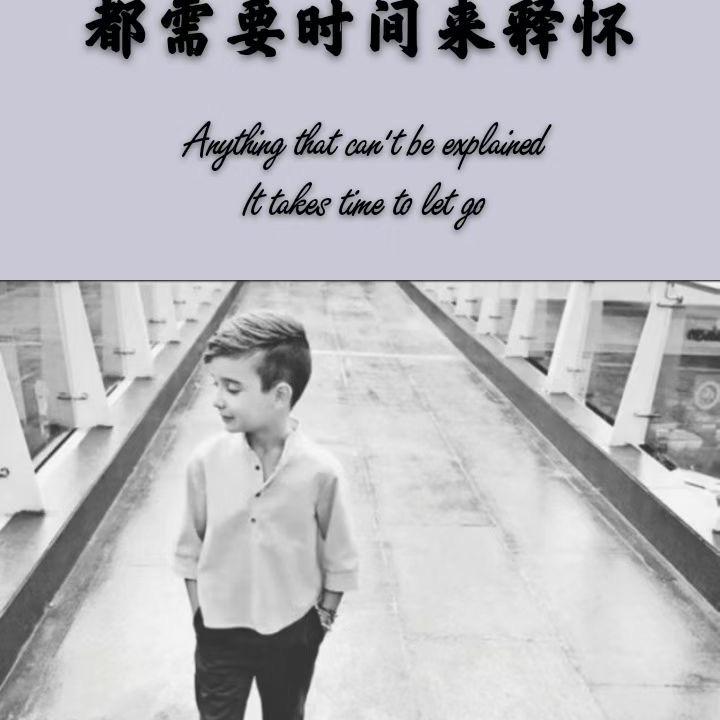 都需要时间来释怀
Anything that can't be explained
It takes time to let go